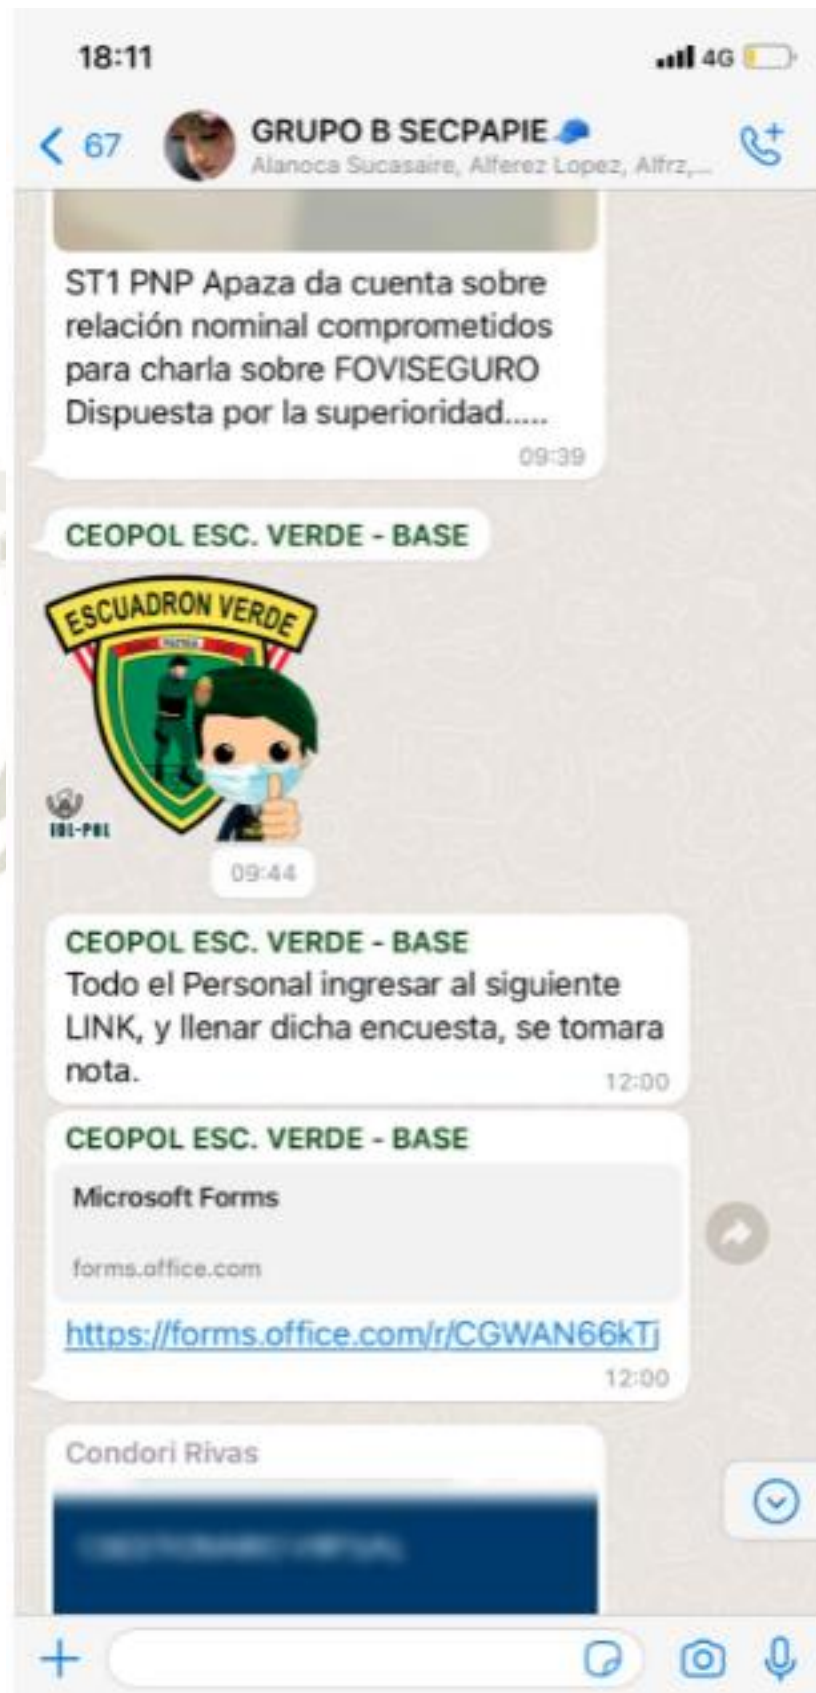 18:11
4G
67
GRUPO B SECPAPIE
Alanoca Sucasaire, Alferez Lopez, Alfrz,...
ST1 PNP Apaza da cuenta sobre
relación nominal comprometidos
para charla sobre FOVISEGURO
Dispuesta por la superioridad.....
09:39
CEOPOL ESC. VERDE - BASE
ESCUADRON VERDE
PATRIA
IDL-POL
09:44
CEOPOL ESC. VERDE - BASE
Todo el Personal ingresar al siguiente
LINK, y llenar dicha encuesta, se tomara
nota.
12:00
CEOPOL ESC. VERDE - BASE
Microsoft Forms
forms.office.com
https://forms.office.com/r/CGWAN66kTj
12:00
Condori Rivas